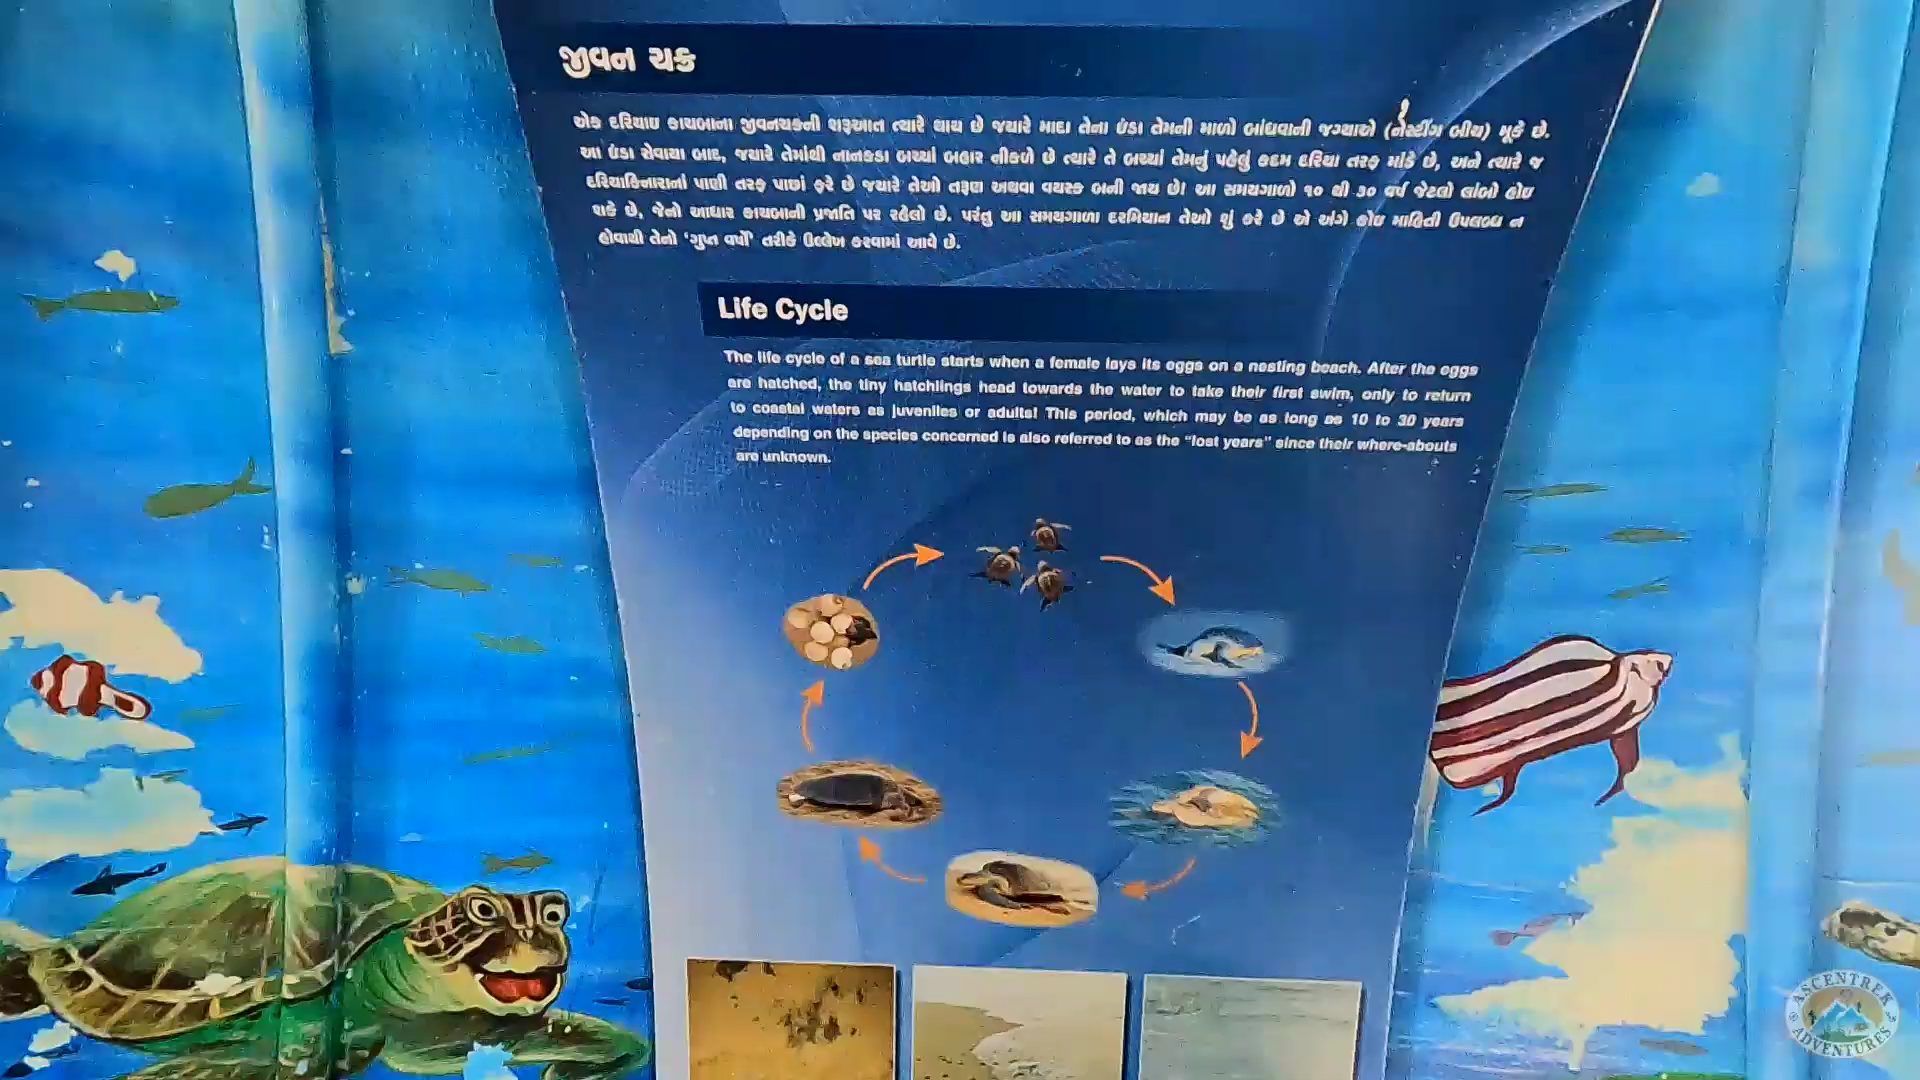 જીવન ચક્ર
એક દરિયાઇ કાચબાના જીવનચક્રની શરૂઆત ત્યારે થાય છે જયારે માદા તેના ઇંડા તેમની માળો બાંધવાની જગ્યાએ (નેસ્ટીંગ બીચ) મૂકે છે.
આ ઇંડા સેવાયા બાદ, જ્યારે તેમાંથી નાનકડા બચ્ચાં બહાર નીકળે છે ત્યારે તે બચ્ચાં તેમનું પહેલું કદમ દરિયા તરફ માંડે છે, અને ત્યારે જ
દરિયાકિનારાનાં પાણી તરફ પાછાં ફરે છે જયારે તેઓ તરૂણ અથવા વયસ્ક બની જાય છે! આ સમયગાળો ૧૦ થી ૩૦ વર્ષ જેટલો લાંબો હોઇ
શકે છે, જેનો આધાર કાચબાની પ્રજાતિ પર રહેલો છે. પરંતુ આ સમયગાળા દરમિયાન તેઓ શું કરે છે એ અંગે કોઇ માહિતી ઉપલબ્ધ ન
હોવાથી તેનો 'ગુપ્ત વર્ષો' તરીકે ઉલ્લેખ કરવામાં આવે છે.
Life Cycle
The life cycle of a sea turtle starts when a female lays its eggs on a nesting beach. After the eggs
are hatched, the tiny hatchlings head towards the water to take their first swim, only to return
to coastal waters as juveniles or adults! This period, which may be as long as 10 to 30 years
depending on the species concerned is also referred to as the "lost years" since their where-abouts
are unknown.
ASCENTREK
ADVENTURES